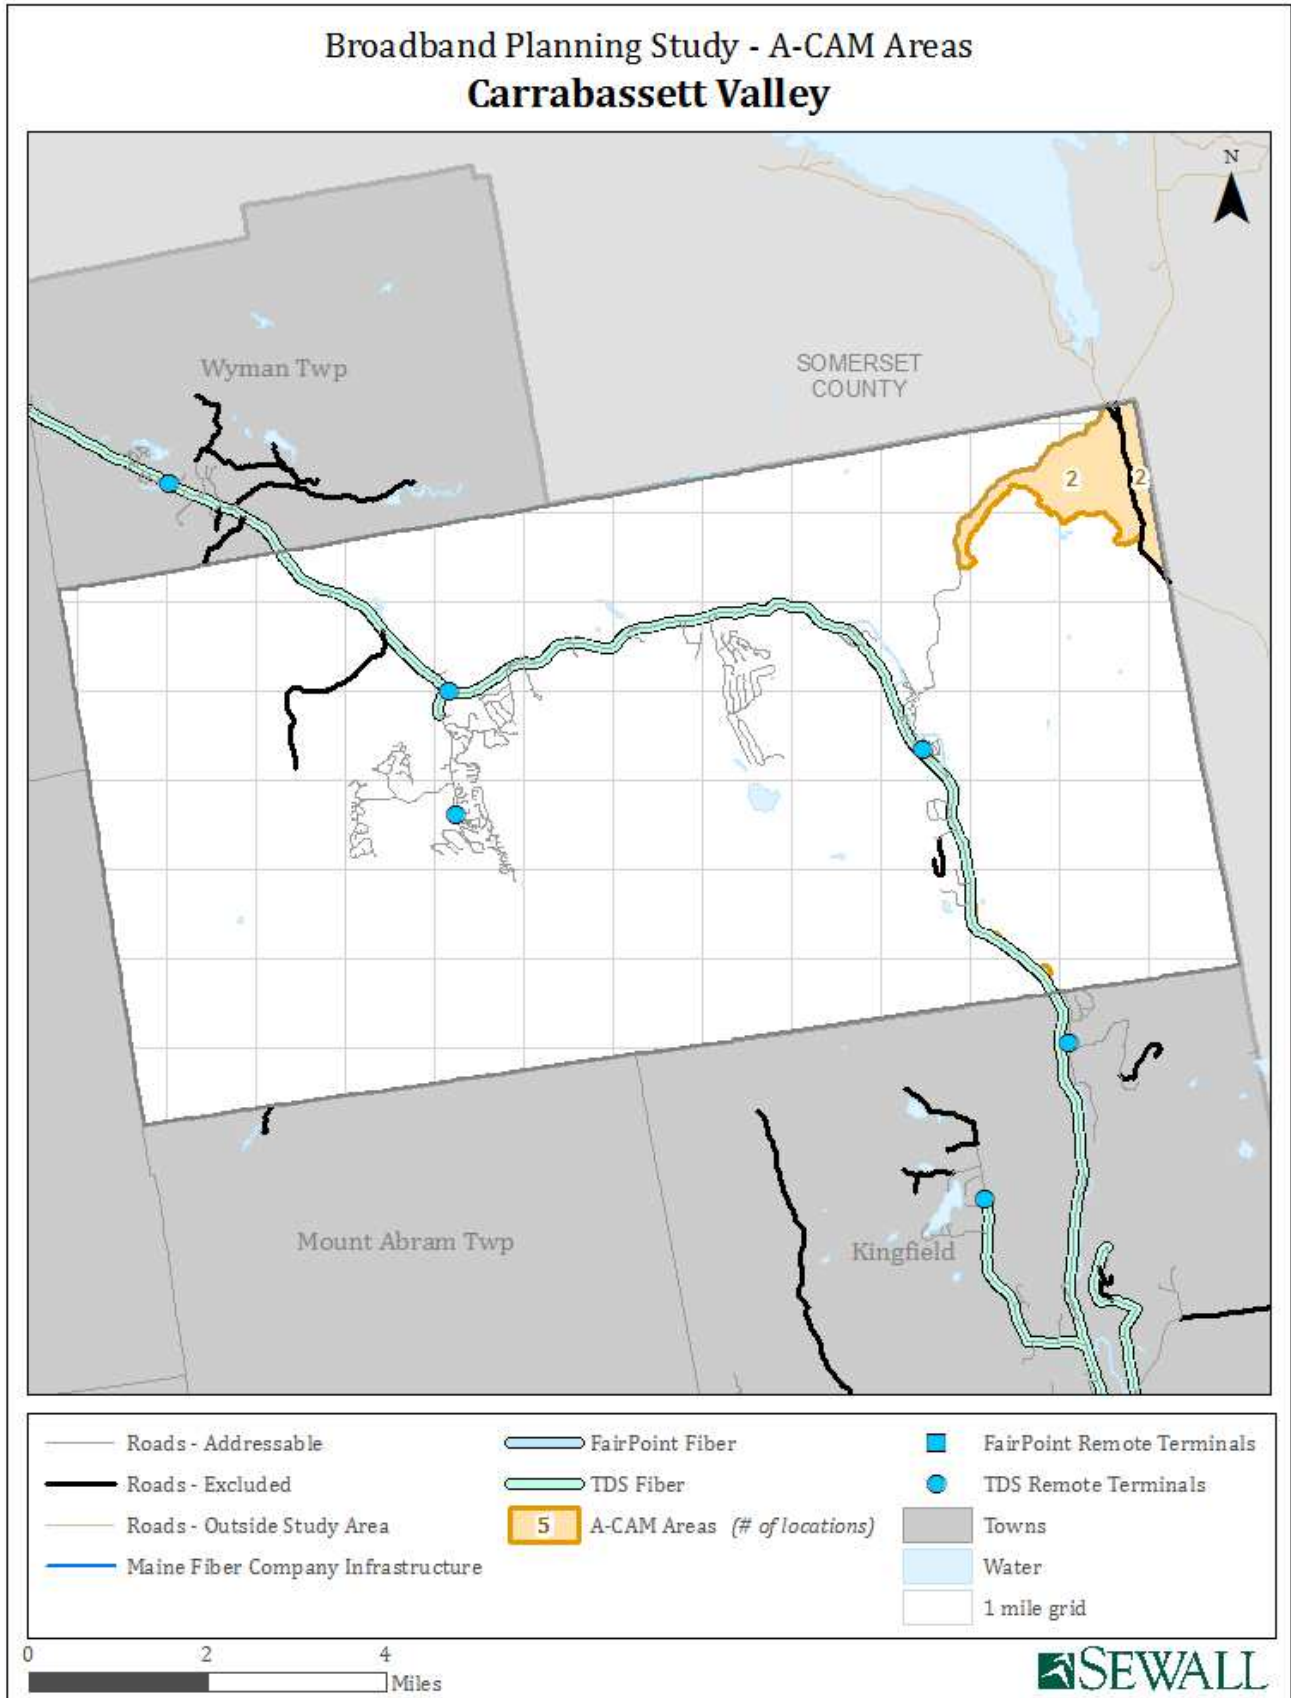 Broadband Planning Study - A-CAM Areas
Carrabassett Valley
N
Wyman Twp
SOMERSET
COUNTY
2
2
Mount Abram Twp
Kingfield
Roads - Addressable
Roads - Excluded
Roads - Outside Study Area
Maine Fiber Company Infrastructure
FairPoint Fiber
TDS Fiber
5 A-CAM Areas (# of locations)
FairPoint Remote Terminals
TDS Remote Terminals
Towns
Water
1 mile grid
0 2 4
Miles
SEWALL